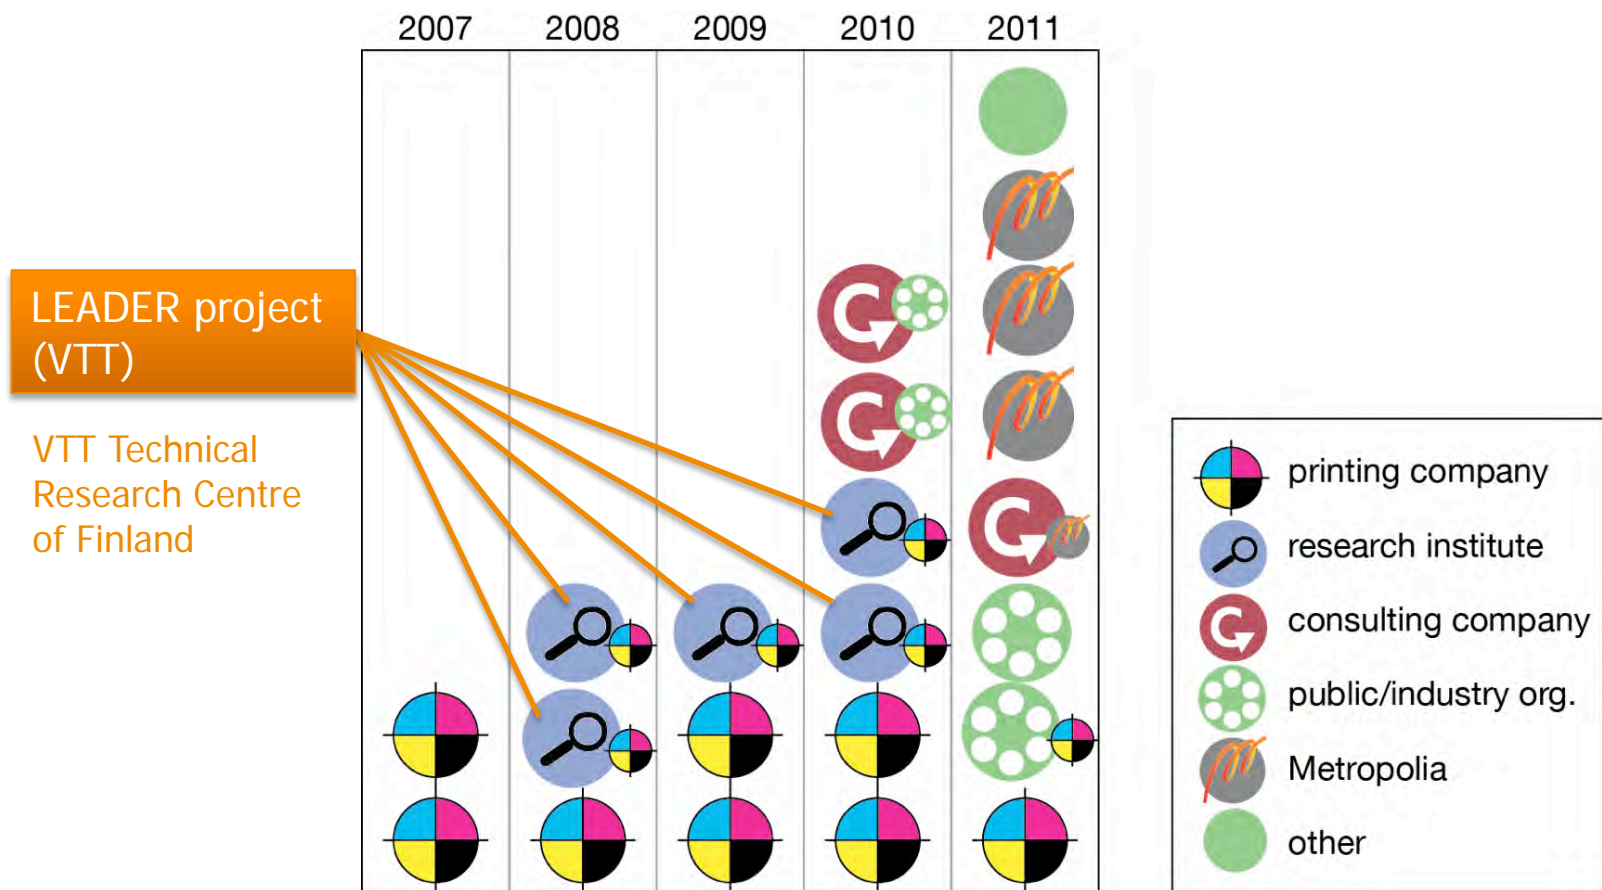 2007 2008 2009 2010 2011
LEADER project
(VTT)
VTT Technical
Research Centre
of Finland
printing company
research institute
consulting company
public/industry org.
Metropolia
other